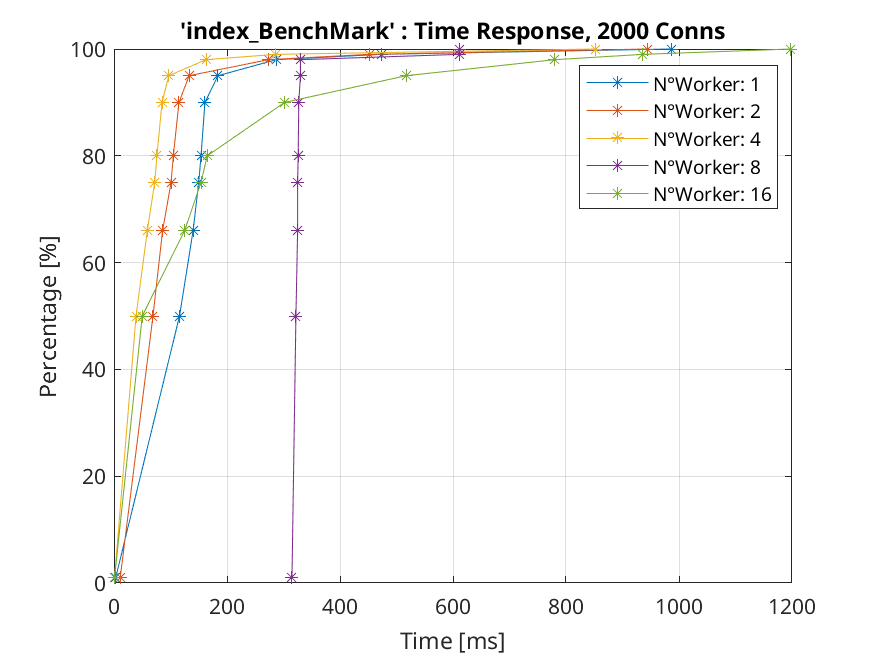 'index_BenchMark' : Time Response, 2000 Conns
100
80
60
40
20
0
Percentage [%]
N°Worker: 1
N°Worker: 2
N°Worker: 4
N°Worker: 8
N°Worker: 16
0 200 400 600 800 1000 1200
Time [ms]